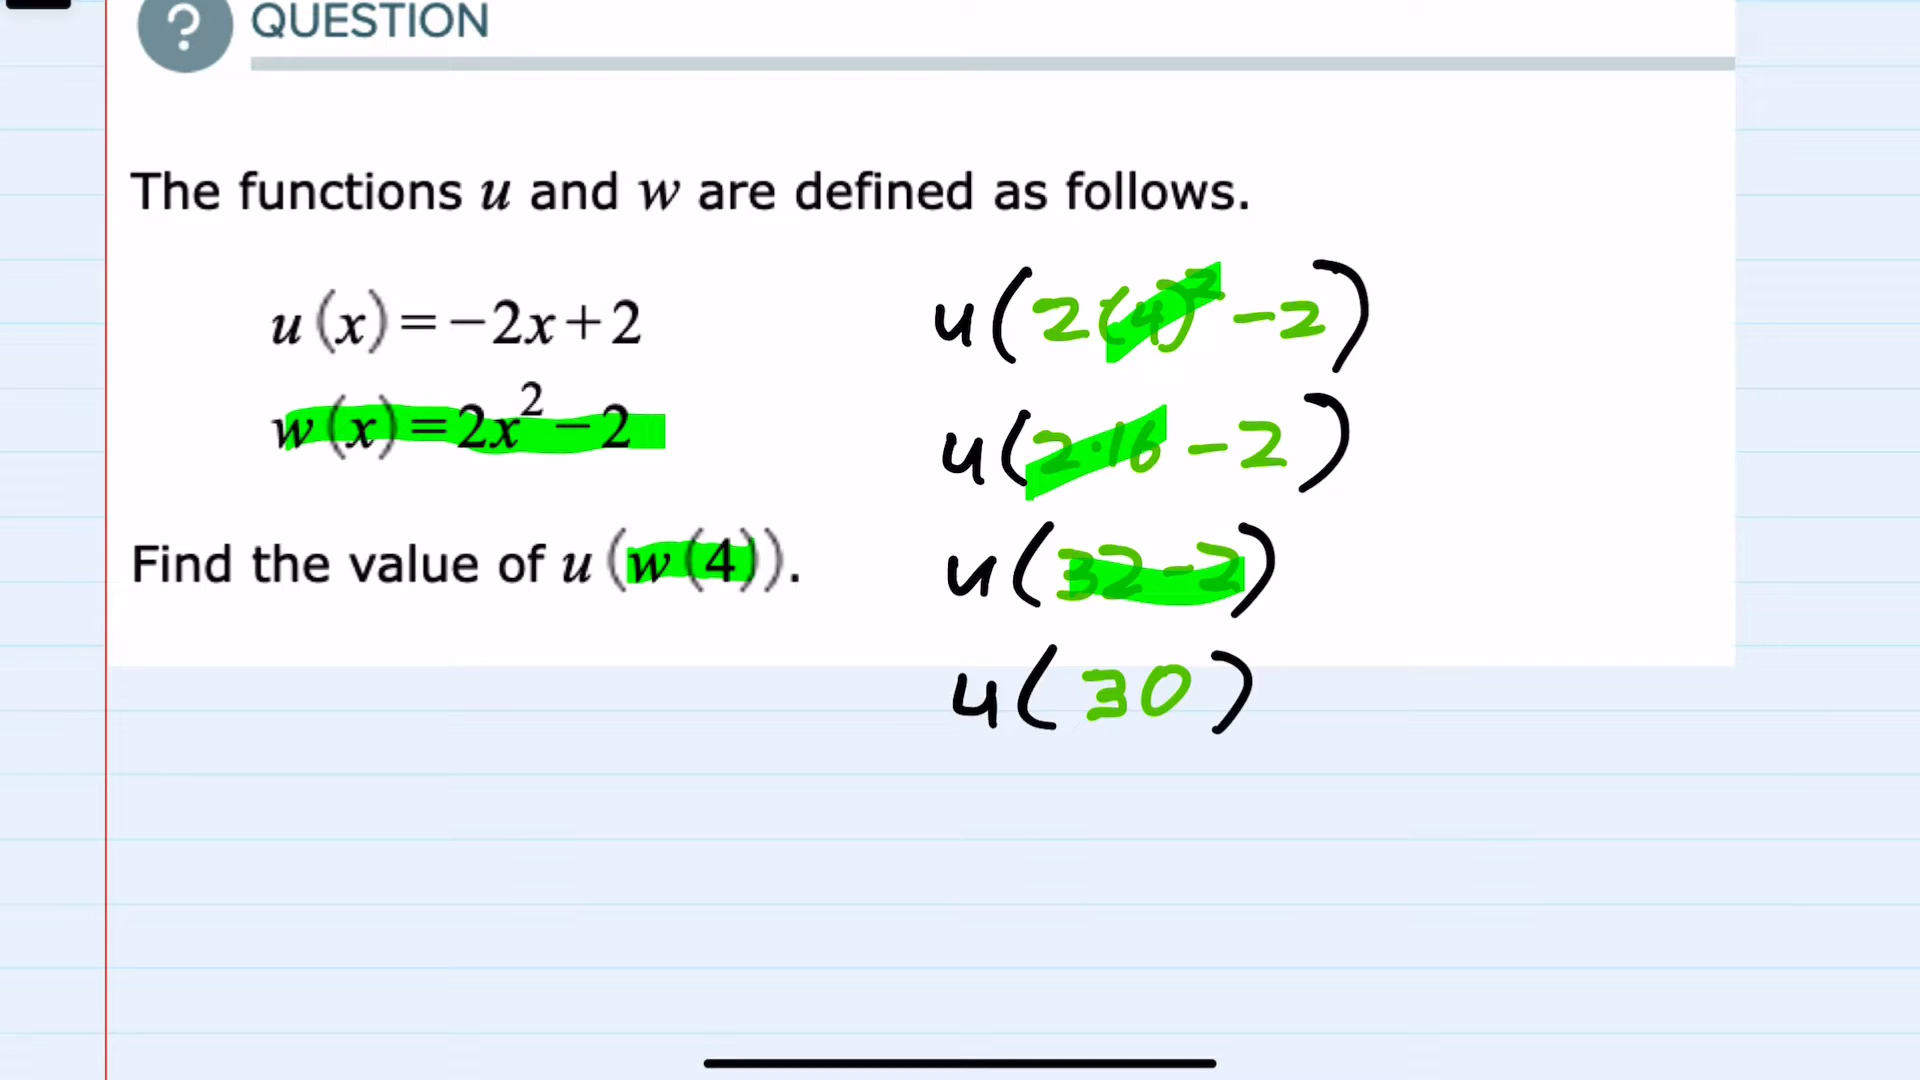 ? QUESTION
The functions u and w are defined as follows.
u(x)=−2x+2
w(x)=2x²−2
Find the value of u(w(4)).
u(2(4)²−2)
u(2·16−2)
u(32−2)
u(30)